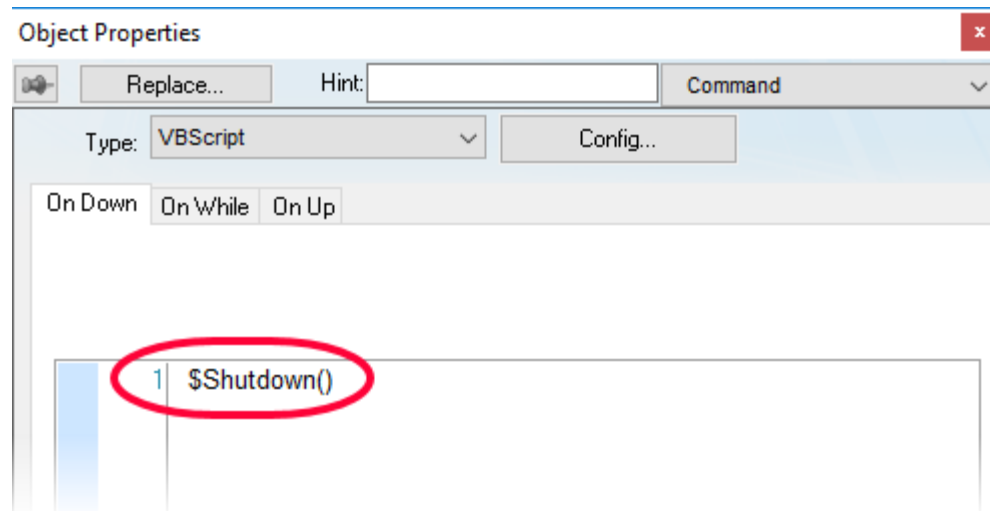 Object Properties x
Replace... Hint: Command
Type: VBScript Config...
On Down On While On Up
1 $Shutdown()